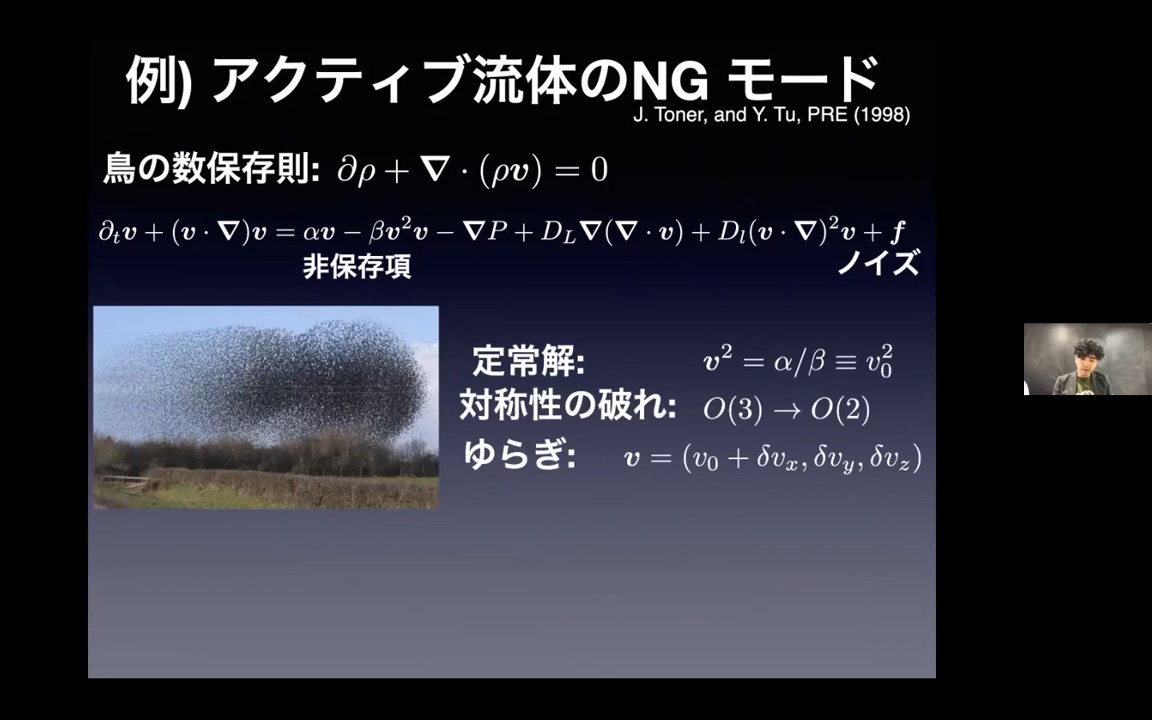 例) アクティブ流体のNG モード
J. Toner, and Y. Tu, PRE (1998)
鳥の数保存則: ∂ρ + ∇ · (ρv) = 0
∂ₜv + (v · ∇)v = αv − βv²v − ∇P + D_L∇(∇ · v) + D_l(v · ∇)²v + f
非保存項
ノイズ
定常解: v² = α/β ≡ v₀²
対称性の破れ: O(3) → O(2)
ゆらぎ: v = (v₀ + δvₓ, δv_y, δv_z)